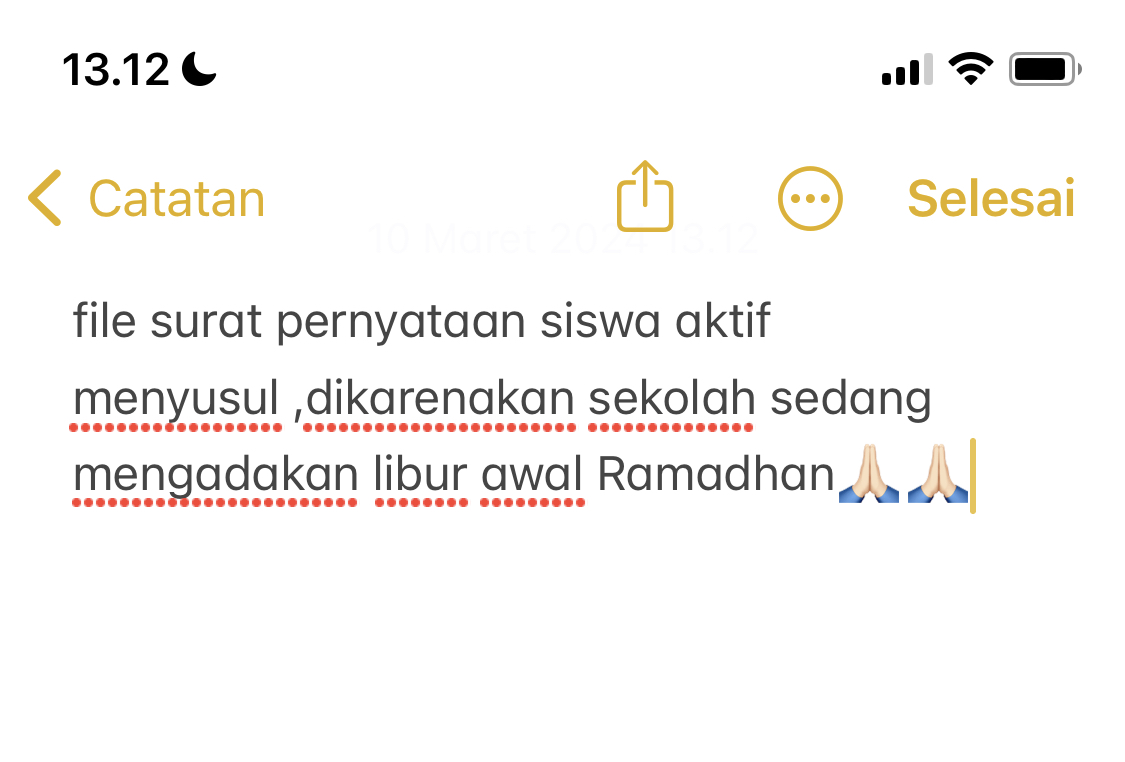 13.12
Catatan
Selesai
10 Maret 2024 13.12
file surat pernyataan siswa aktif
menyusul ,dikarenakan sekolah sedang
mengadakan libur awal Ramadhan🙏🏻🙏🏻